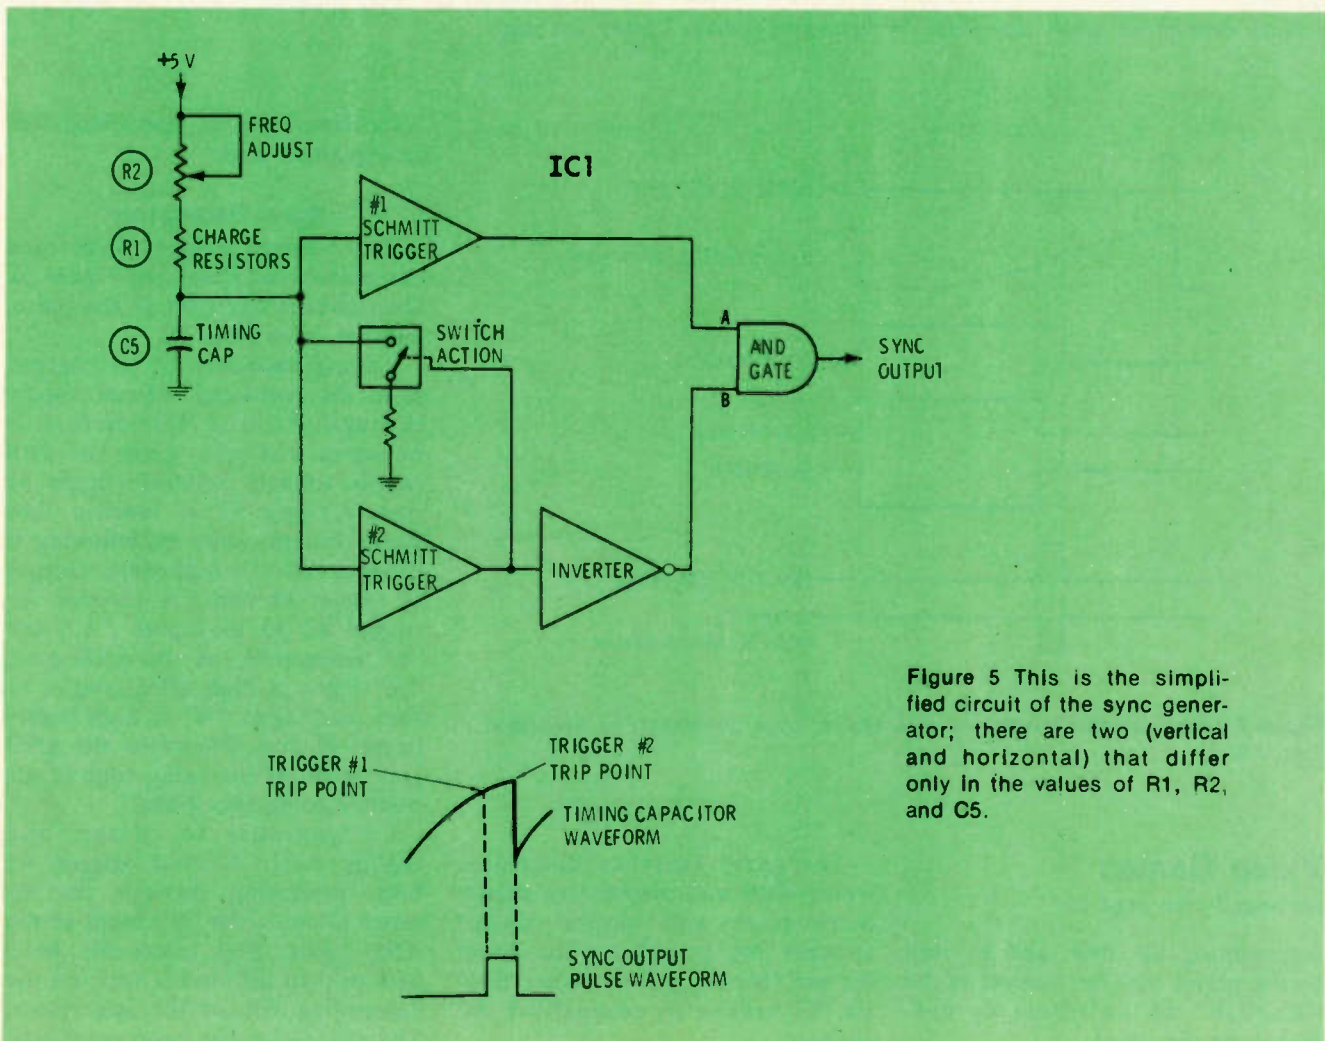 +5 V
FREQ
ADJUST
R2
IC1
#1
SCHMITT
TRIGGER
R1
CHARGE
RESISTORS
A
C5
TIMING
CAP
SWITCH
ACTION
AND
GATE
SYNC
OUTPUT
B
#2
SCHMITT
TRIGGER
INVERTER
Figure 5 This is the simpli-
fied circuit of the sync gener-
ator; there are two (vertical
and horizontal) that differ
only in the values of R1, R2,
and C5.
TRIGGER #1
TRIP POINT
TRIGGER #2
TRIP POINT
TIMING CAPACITOR
WAVEFORM
SYNC OUTPUT
PULSE WAVEFORM